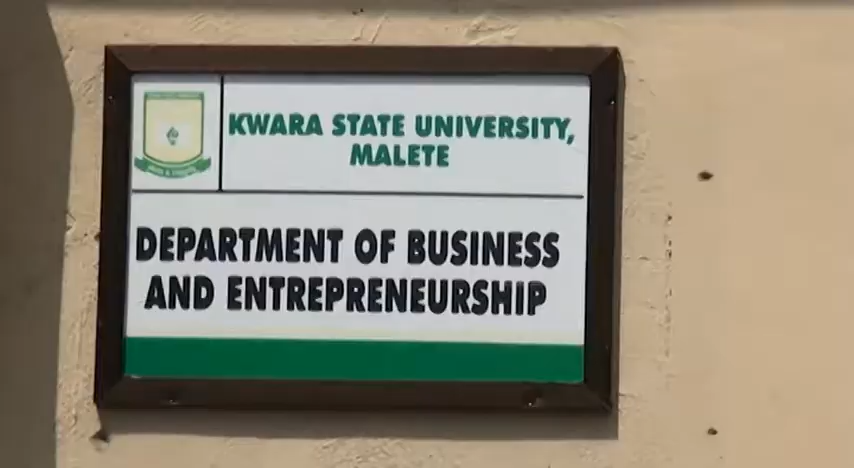 KWARA STATE UNIVERSITY,
MALETE
DEPARTMENT OF BUSINESS
AND ENTREPRENEURSHIP